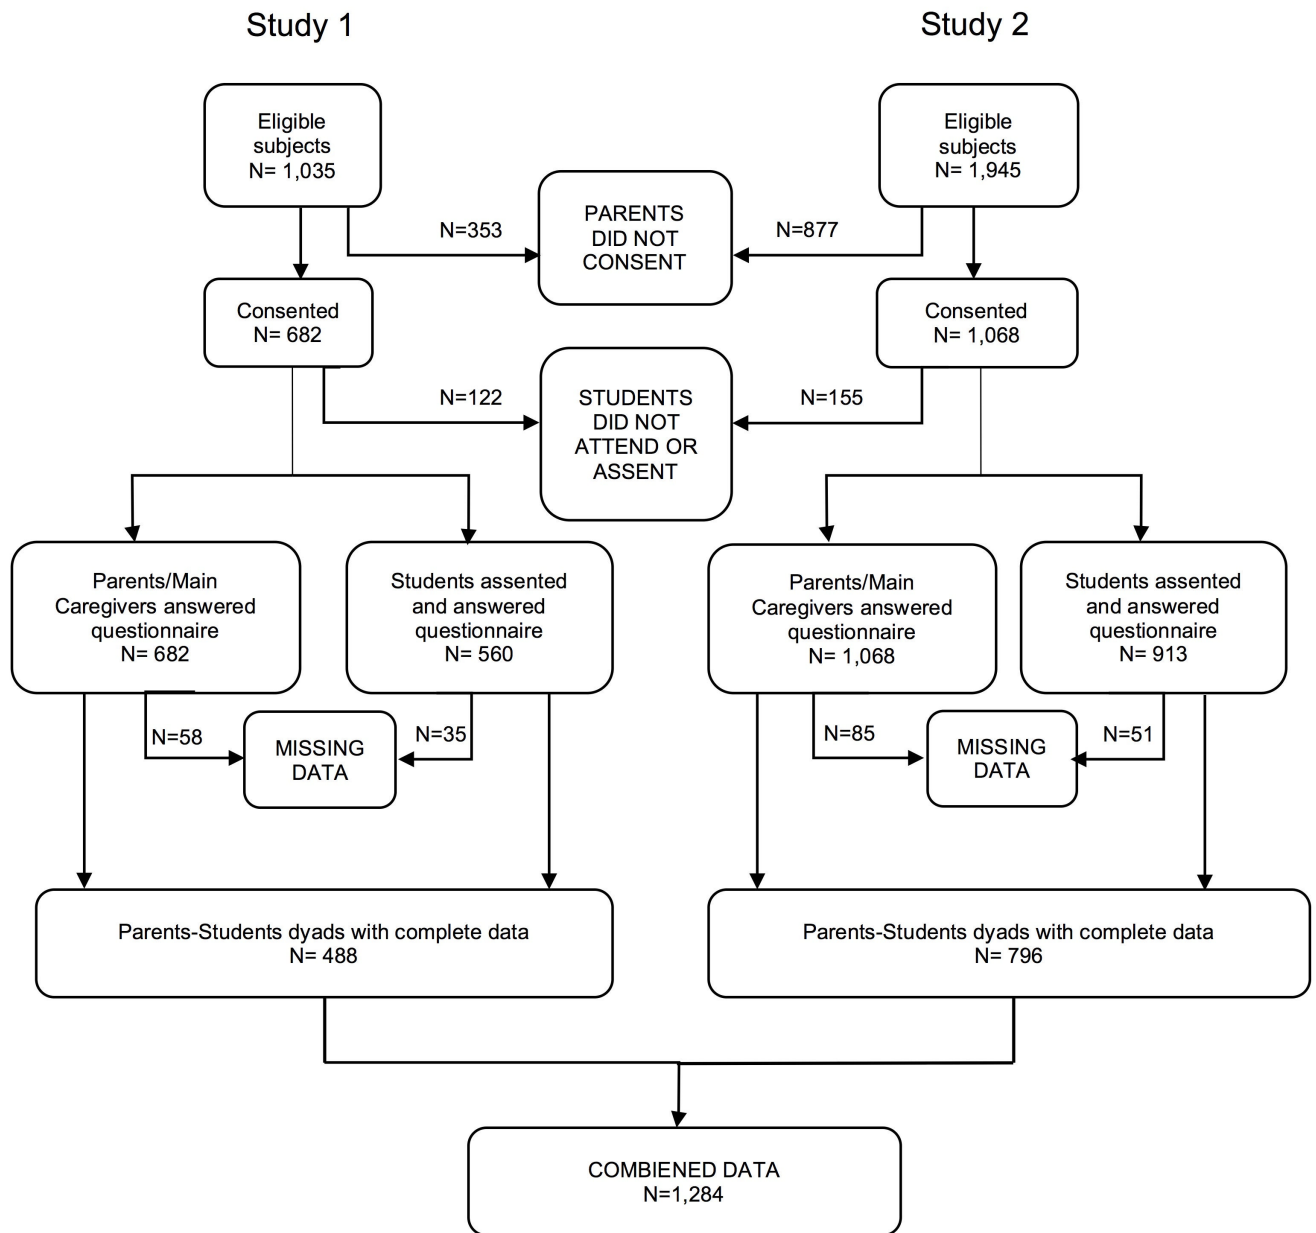 Study 1
Study 2
Eligible
subjects
N= 1,035
Eligible
subjects
N= 1,945
PARENTS
DID NOT
CONSENT
N=353
N=877
Consented
N= 682
Consented
N= 1,068
N=122
STUDENTS
DID NOT
ATTEND OR
ASSENT
N=155
Parents/Main
Caregivers answered
questionnaire
N= 682
Students assented
and answered
questionnaire
N= 560
Parents/Main
Caregivers answered
questionnaire
N= 1,068
Students assented
and answered
questionnaire
N= 913
N=58
MISSING
DATA
N=35
N=85
MISSING
DATA
N=51
Parents-Students dyads with complete data
N= 488
Parents-Students dyads with complete data
N= 796
COMBIENED DATA
N=1,284